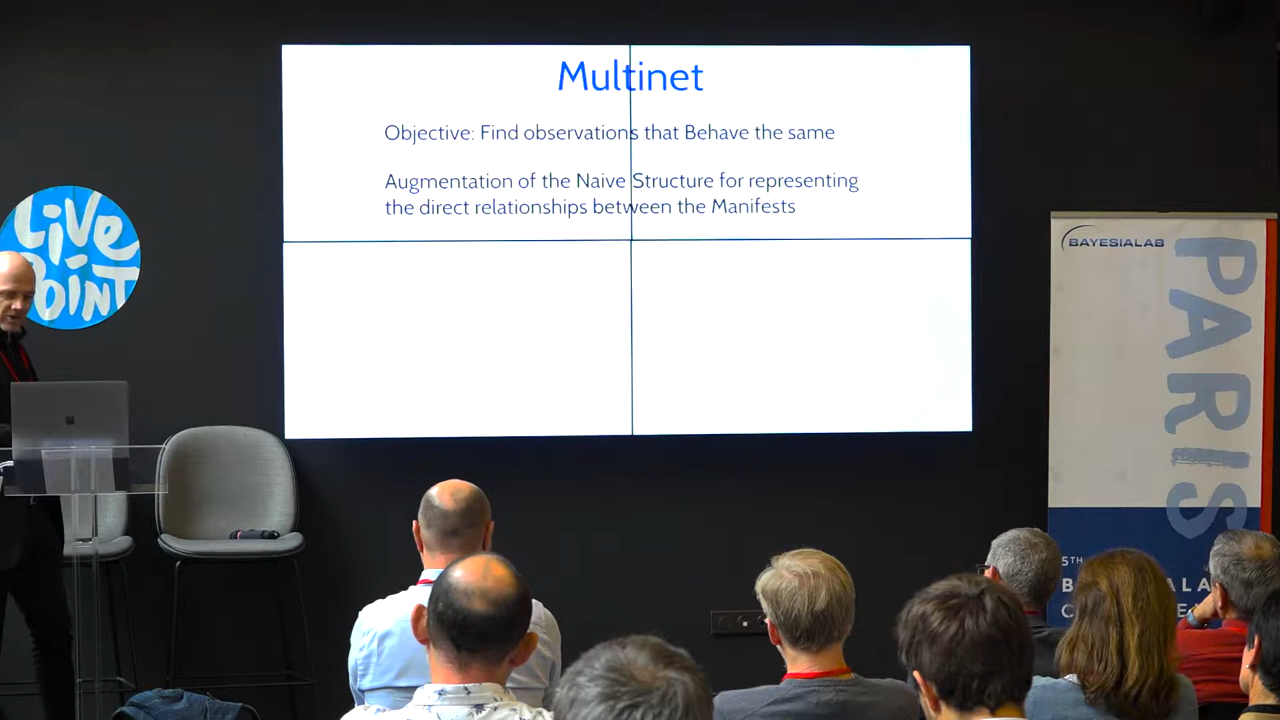 Multinet
Objective: Find observations that Behave the same
Augmentation of the Naive Structure for representing
the direct relationships between the Manifests
LIVE
POINT
BAYESIALAB
PARIS
5TH